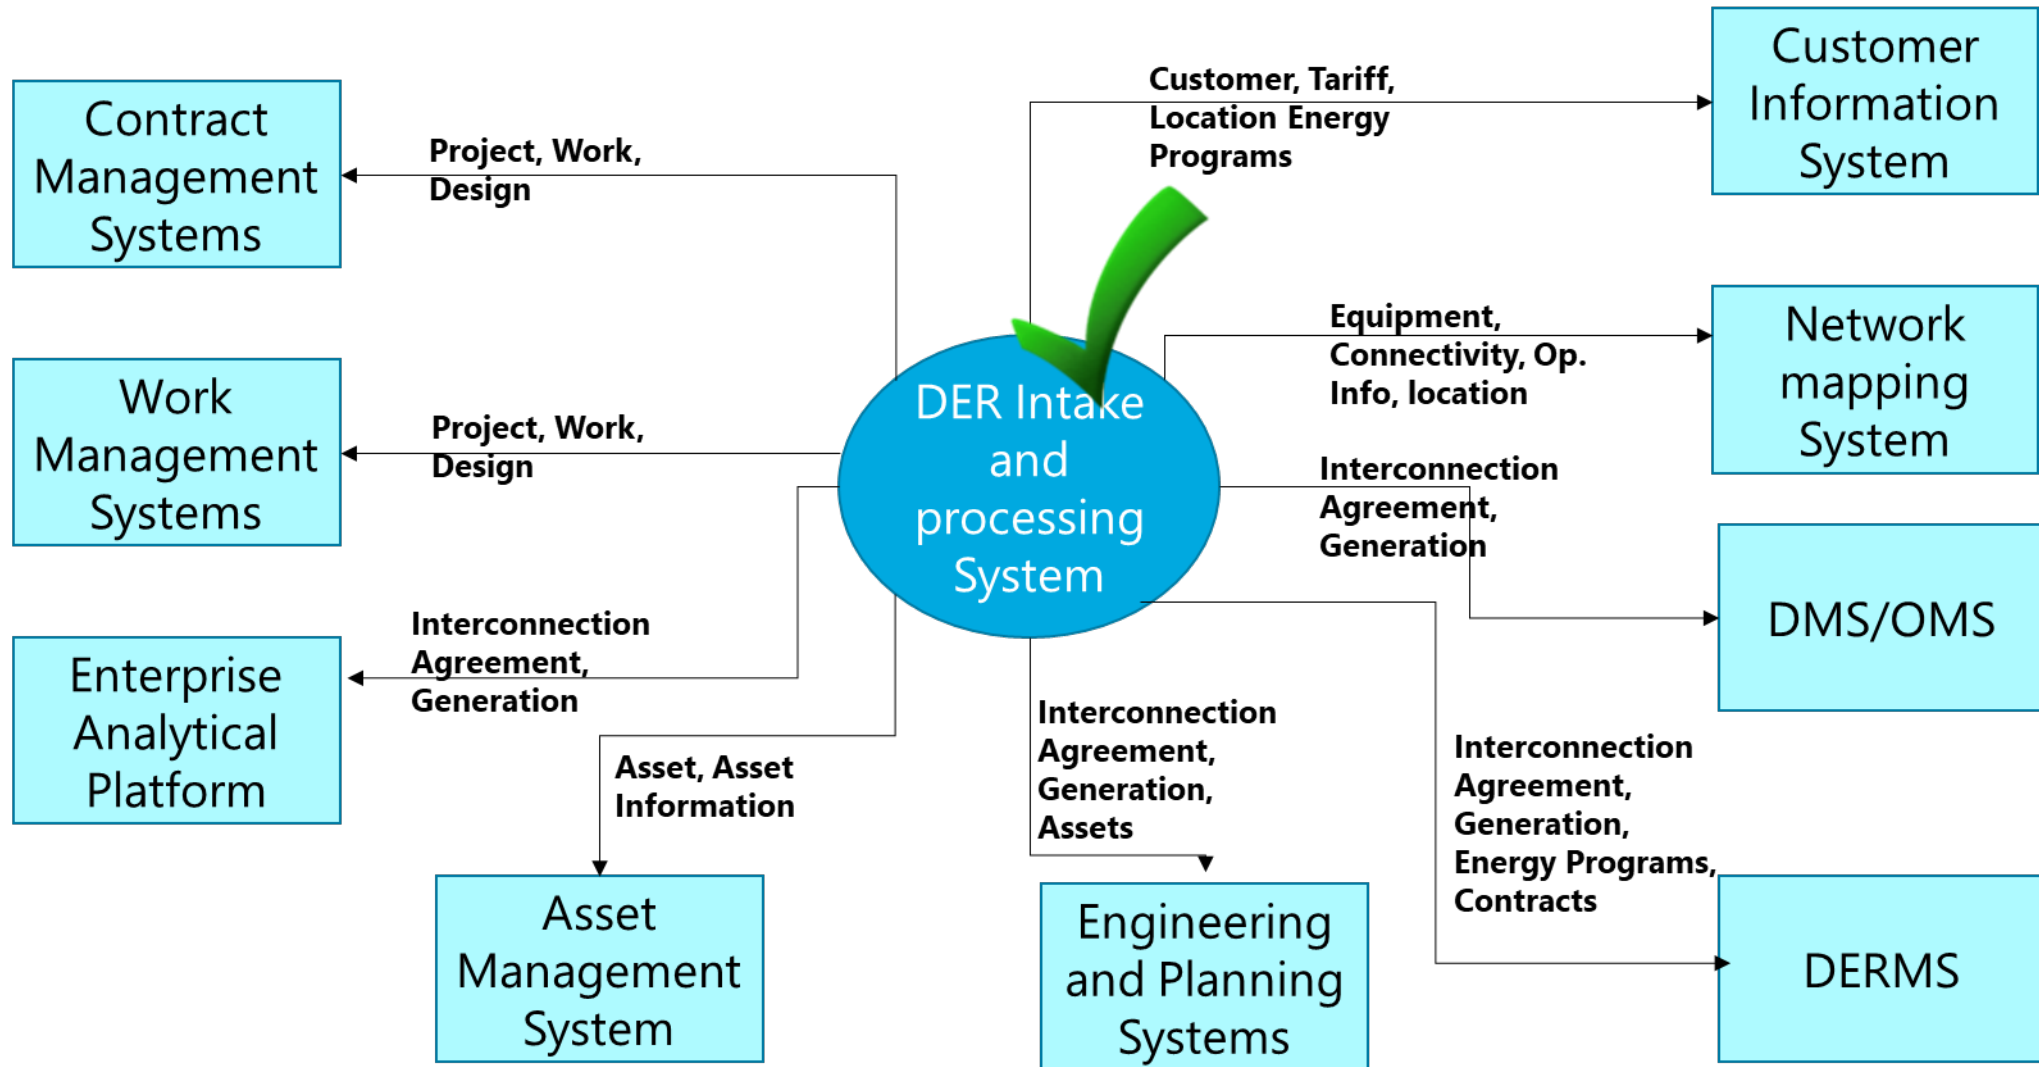 Contract
Management
Systems
Project, Work,
Design
Customer, Tariff,
Location Energy
Programs
Customer
Information
System
Work
Management
Systems
Project, Work,
Design
DER Intake
and
processing
System
Equipment,
Connectivity, Op.
Info, location
Network
mapping
System
Interconnection
Agreement,
Generation
DMS/OMS
Enterprise
Analytical
Platform
Interconnection
Agreement,
Generation
Asset, Asset
Information
Asset
Management
System
Interconnection
Agreement,
Generation,
Assets
Engineering
and Planning
Systems
Interconnection
Agreement,
Generation,
Energy Programs,
Contracts
DERMS